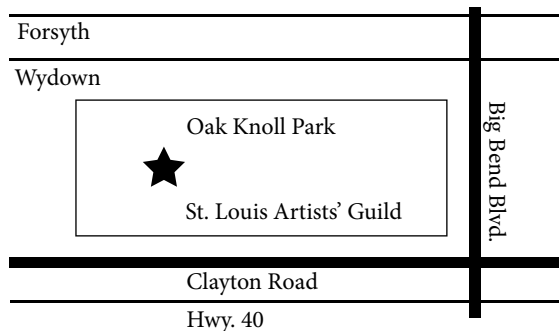 Forsyth
Wydown
Oak Knoll Park
Big Bend Blvd.
St. Louis Artists’ Guild
Clayton Road
Hwy. 40